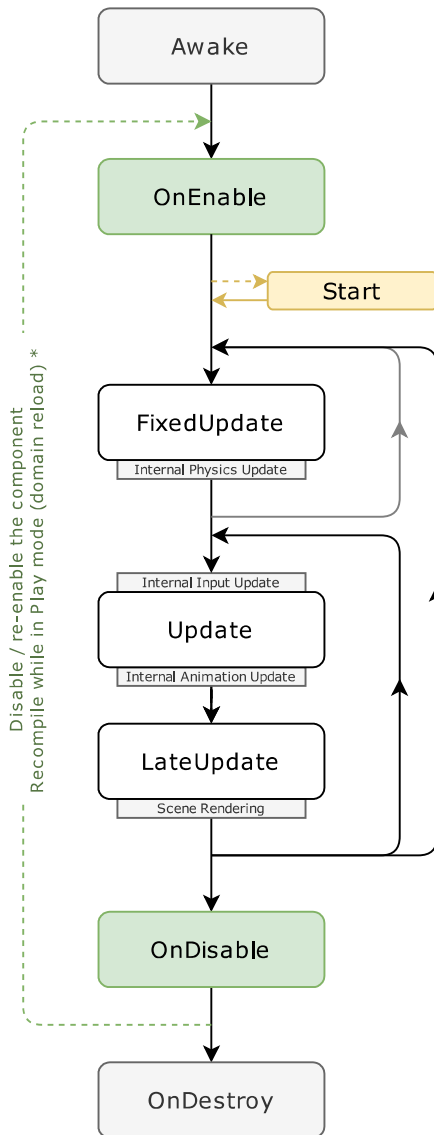 Awake
OnEnable
Start
FixedUpdate
Internal Physics Update
Internal Input Update
Update
Internal Animation Update
LateUpdate
Scene Rendering
OnDisable
OnDestroy
Disable / re-enable the component
Recompile while in Play mode (domain reload) *